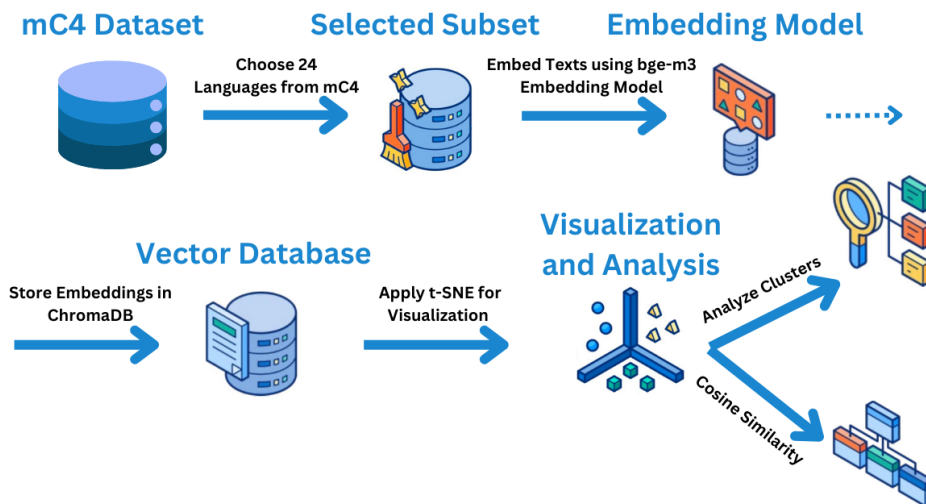 mC4 Dataset
Choose 24
Languages from mC4
Selected Subset
Embed Texts using bge-m3
Embedding Model
Embedding Model
Store Embeddings in
ChromaDB
Vector Database
Apply t-SNE for
Visualization
Visualization
and Analysis
Analyze Clusters
Cosine Similarity